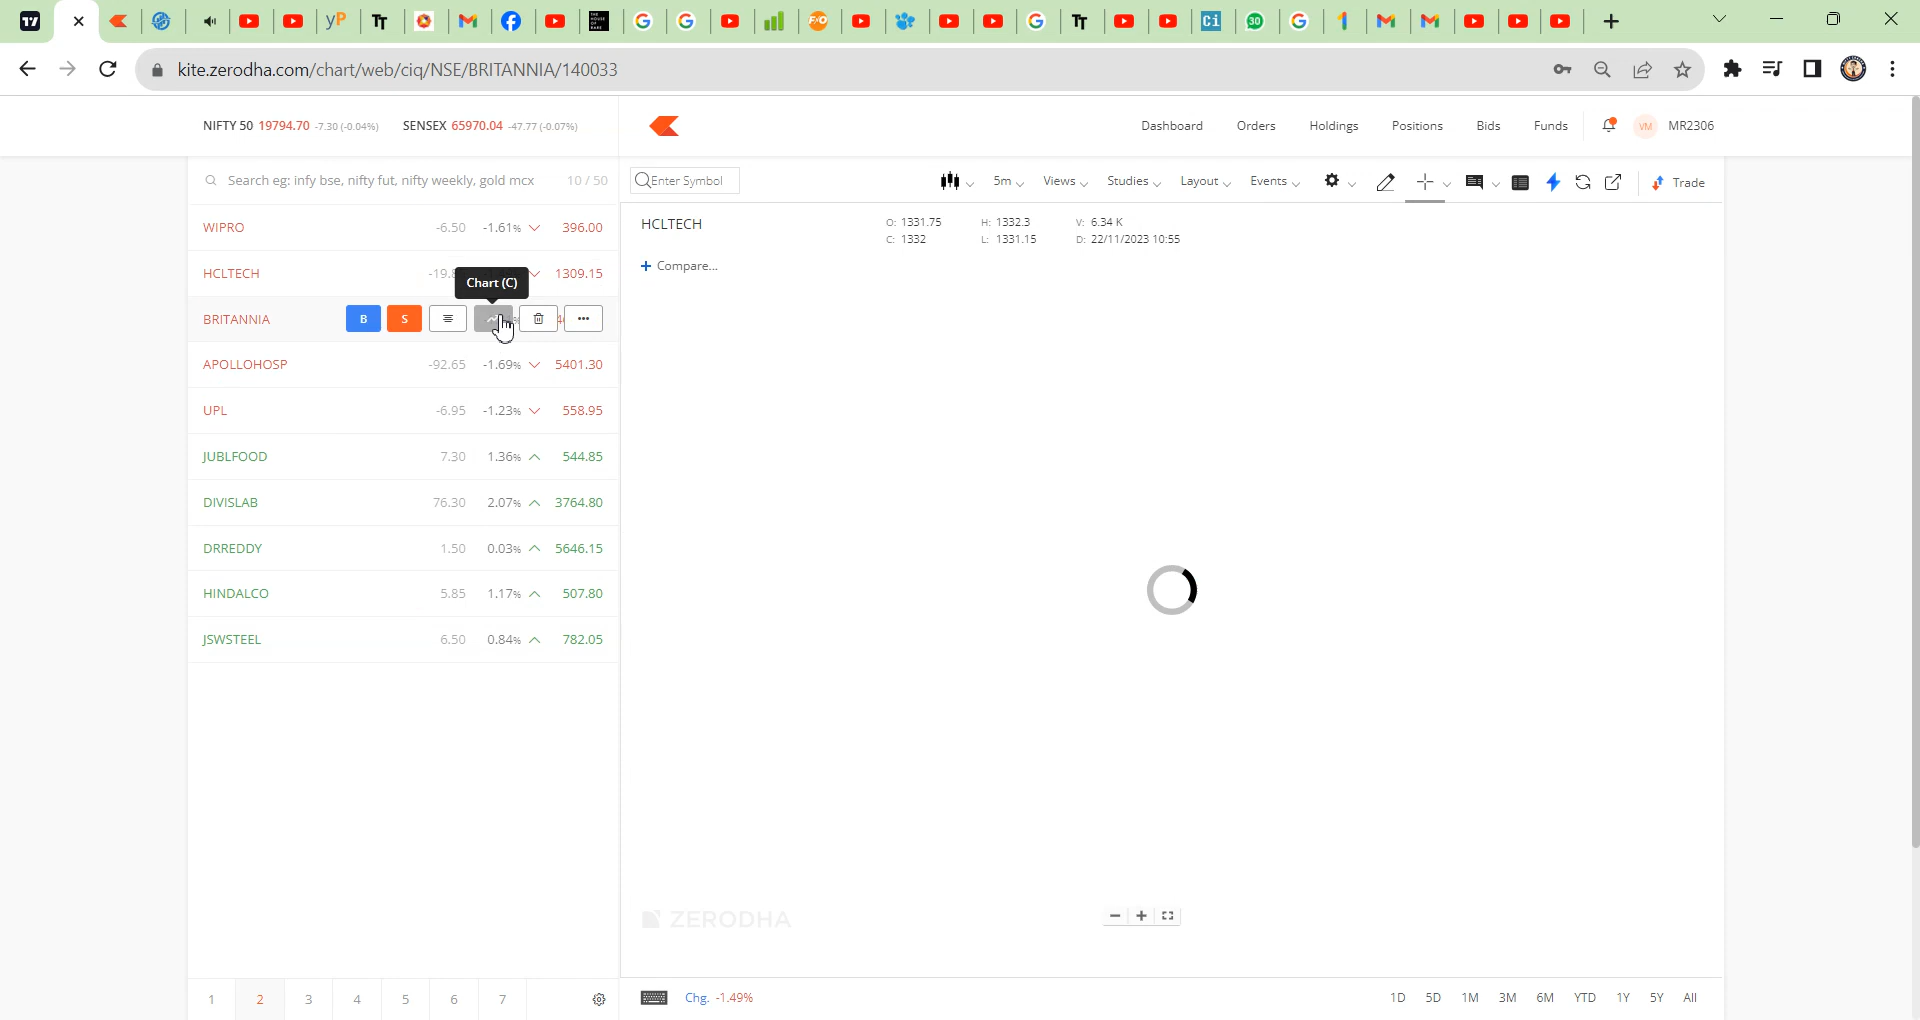 kite.zerodha.com/chart/web/ciq/NSE/BRITANNIA/140033
NIFTY 50 19794.70 -7.30 (-0.04%) SENSEX 65970.04 -47.77 (-0.07%)
Dashboard Orders Holdings Positions Bids Funds VM MR2306
Search eg: infy bse, nifty fut, nifty weekly, gold mcx 10 / 50
Enter Symbol 5m Views Studies Layout Events Trade
WIPRO -6.50 -1.61% 396.00
HCLTECH O: 1331.75 H: 1332.3 V: 6.34 K
C: 1332 L: 1331.15 D: 22/11/2023 10:55
+ Compare...
HCLTECH -19.8 1309.15
Chart (C)
BRITANNIA B S
APOLLOHOSP -92.65 -1.69% 5401.30
UPL -6.95 -1.23% 558.95
JUBLFOOD 7.30 1.36% 544.85
DIVISLAB 76.30 2.07% 3764.80
DRREDDY 1.50 0.03% 5646.15
HINDALCO 5.85 1.17% 507.80
JSWSTEEL 6.50 0.84% 782.05
ZERODHA
1 2 3 4 5 6 7
Chg. -1.49% 1D 5D 1M 3M 6M YTD 1Y 5Y All